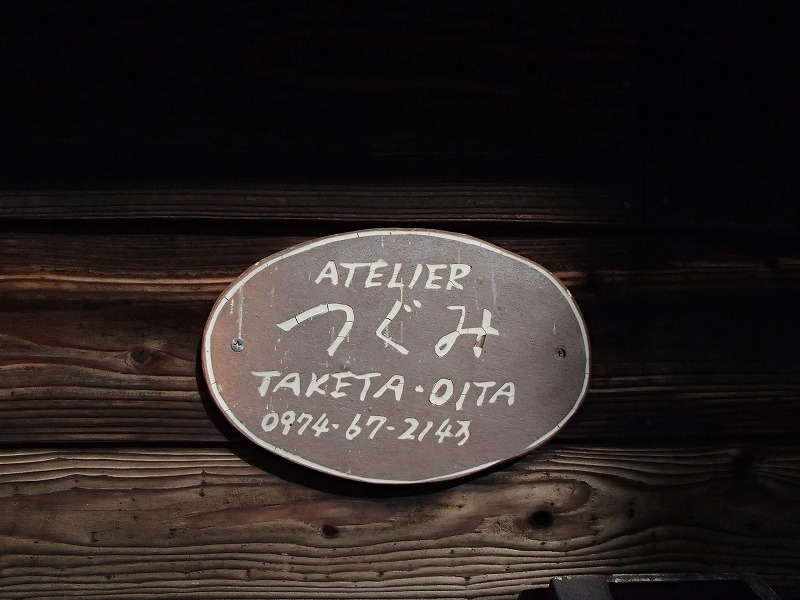 ATELIER
つぐみ
TAKETA・OITA
0974-67-2143